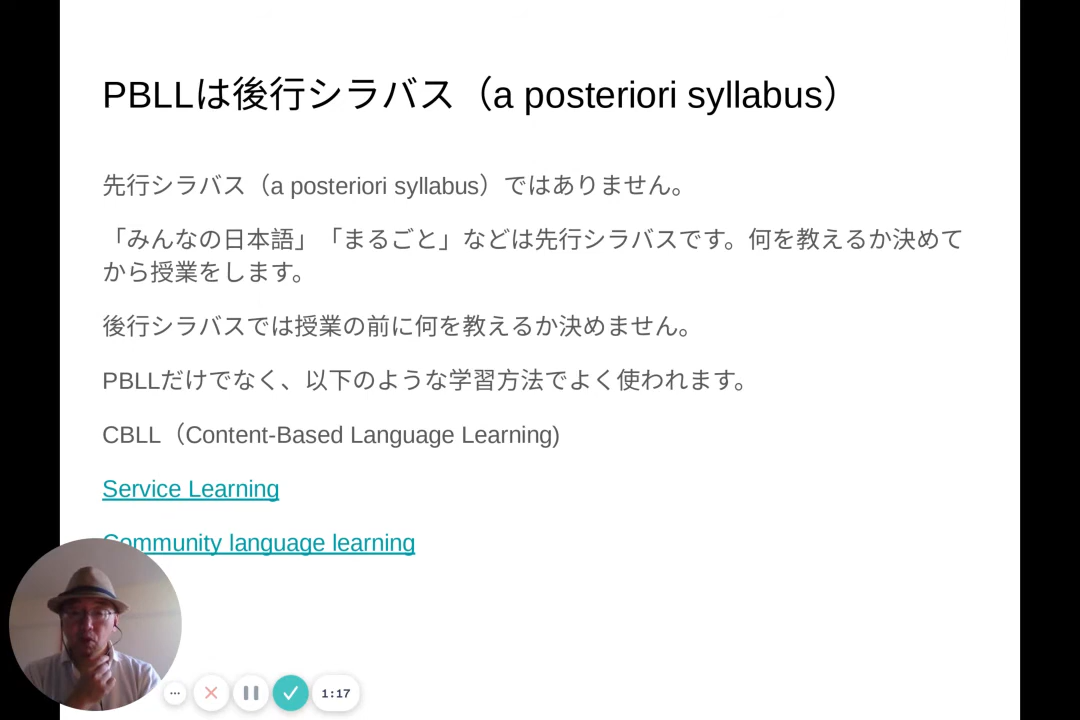 PBLLは後行シラバス（a posteriori syllabus）
先行シラバス（a posteriori syllabus）ではありません。
「みんなの日本語」「まるごと」などは先行シラバスです。何を教えるか決めて
から授業をします。
後行シラバスでは授業の前に何を教えるか決めません。
PBLLだけでなく、以下のような学習方法でよく使われます。
CBLL（Content-Based Language Learning)
Service Learning
Community language learning
1:17